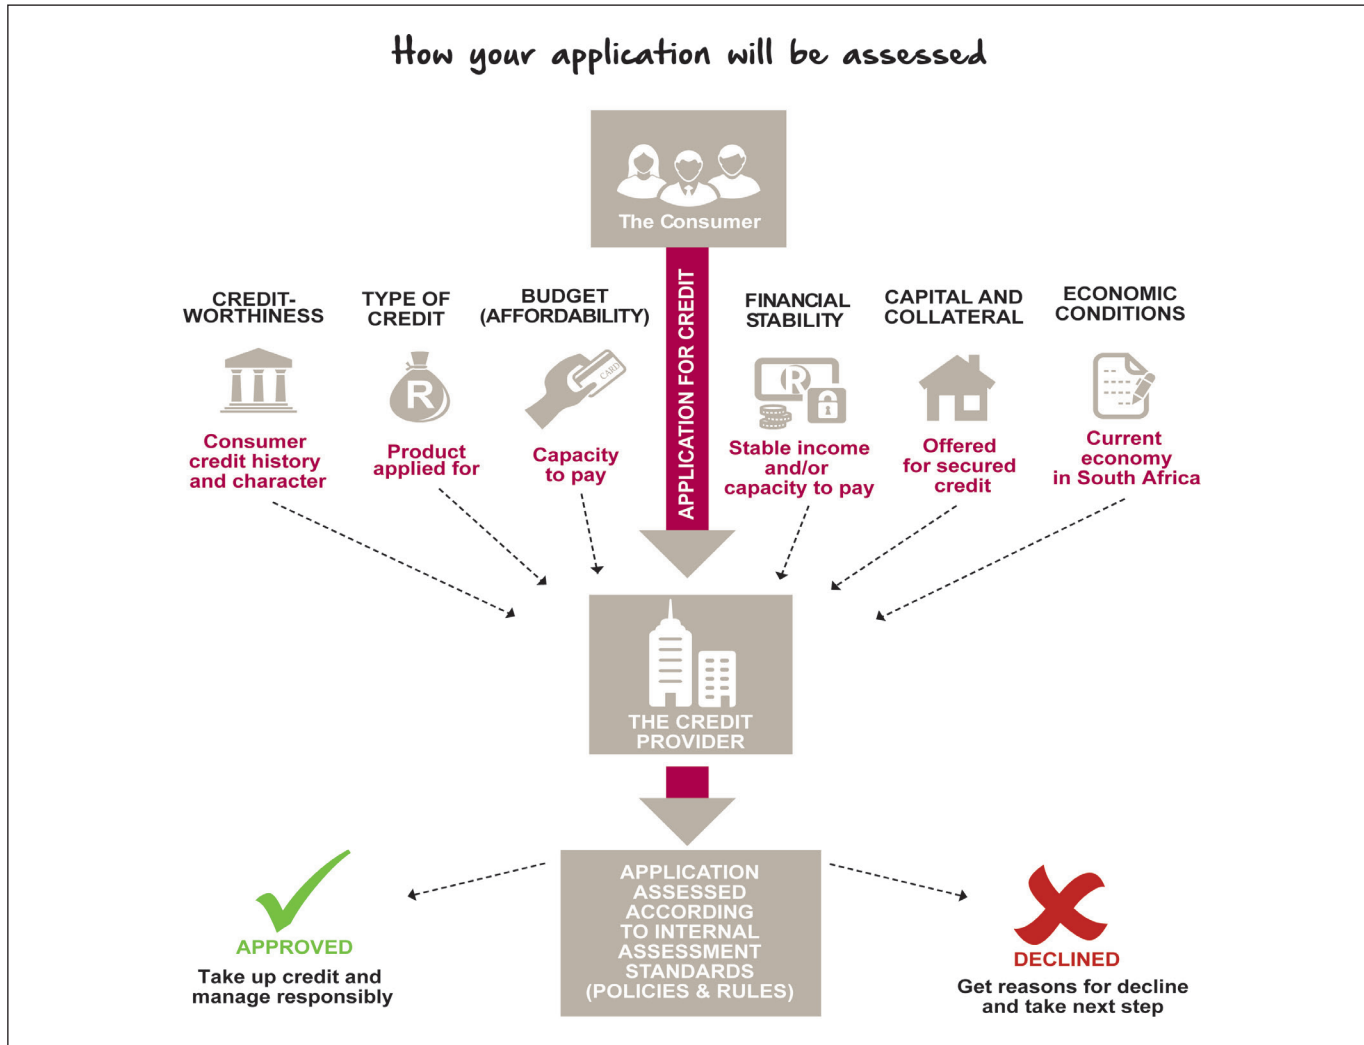 How your application will be assessed
The Consumer
APPLICATION FOR CREDIT
CREDIT-
WORTHINESS
Consumer
credit history
and character
TYPE OF
CREDIT
R
Product
applied for
BUDGET
(AFFORDABILITY)
CARD
Capacity
to pay
FINANCIAL
STABILITY
R
Stable income
and/or
capacity to pay
CAPITAL AND
COLLATERAL
Offered
for secured
credit
ECONOMIC
CONDITIONS
Current
economy
in South Africa
THE CREDIT
PROVIDER
APPLICATION
ASSESSED
ACCORDING
TO INTERNAL
ASSESSMENT
STANDARDS
(POLICIES & RULES)
APPROVED
Take up credit and
manage responsibly
DECLINED
Get reasons for decline
and take next step